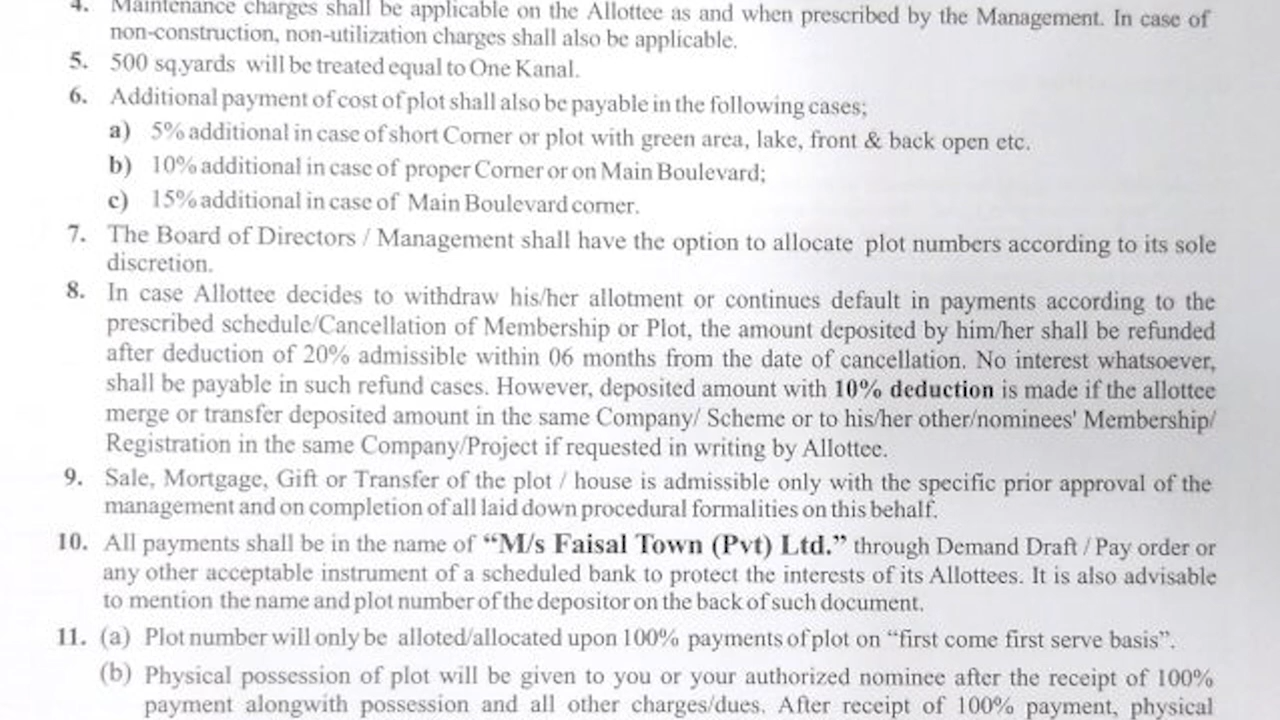 4. Maintenance charges shall be applicable on the Allottee as and when prescribed by the Management. In case of
non-construction, non-utilization charges shall also be applicable.
5. 500 sq.yards will be treated equal to One Kanal.
6. Additional payment of cost of plot shall also be payable in the following cases;
a) 5% additional in case of short Corner or plot with green area, lake, front & back open etc.
b) 10% additional in case of proper Corner or on Main Boulevard;
c) 15% additional in case of Main Boulevard corner.
7. The Board of Directors / Management shall have the option to allocate plot numbers according to its sole
discretion.
8. In case Allottee decides to withdraw his/her allotment or continues default in payments according to the
prescribed schedule/Cancellation of Membership or Plot, the amount deposited by him/her shall be refunded
after deduction of 20% admissible within 06 months from the date of cancellation. No interest whatsoever,
shall be payable in such refund cases. However, deposited amount with 10% deduction is made if the allottee
merge or transfer deposited amount in the same Company/ Scheme or to his/her other/nominees' Membership/
Registration in the same Company/Project if requested in writing by Allottee.
9. Sale, Mortgage, Gift or Transfer of the plot / house is admissible only with the specific prior approval of the
management and on completion of all laid down procedural formalities on this behalf.
10. All payments shall be in the name of “M/s Faisal Town (Pvt) Ltd.” through Demand Draft / Pay order or
any other acceptable instrument of a scheduled bank to protect the interests of its Allottees. It is also advisable
to mention the name and plot number of the depositor on the back of such document.
11. (a) Plot number will only be alloted/allocated upon 100% payments of plot on “first come first serve basis”.
(b) Physical possession of plot will be given to you or your authorized nominee after the receipt of 100%
payment alongwith possession and all other charges/dues. After receipt of 100% payment, physical